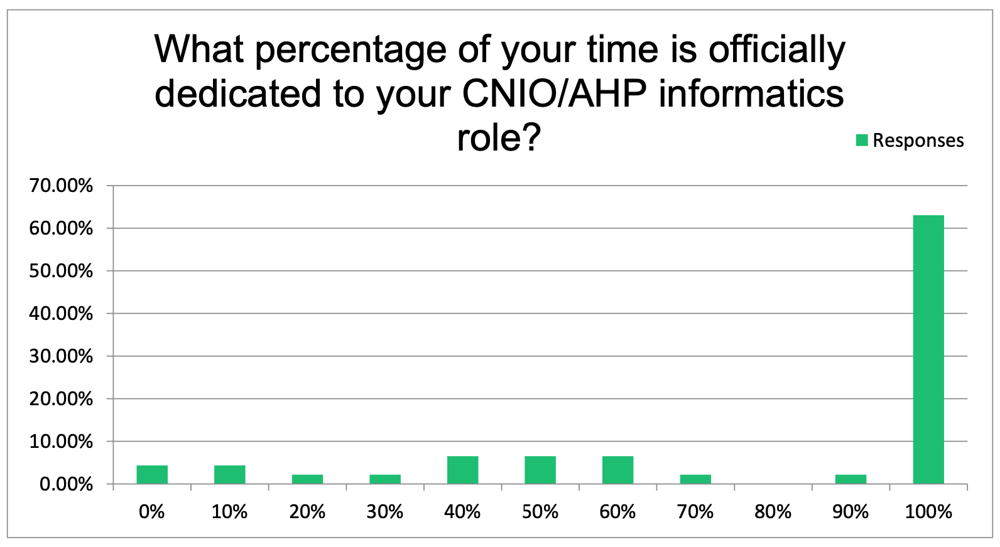 What percentage of your time is officially
dedicated to your CNIO/AHP informatics
role?
Responses
70.00%
60.00%
50.00%
40.00%
30.00%
20.00%
10.00%
0.00%
0% 10% 20% 30% 40% 50% 60% 70% 80% 90% 100%